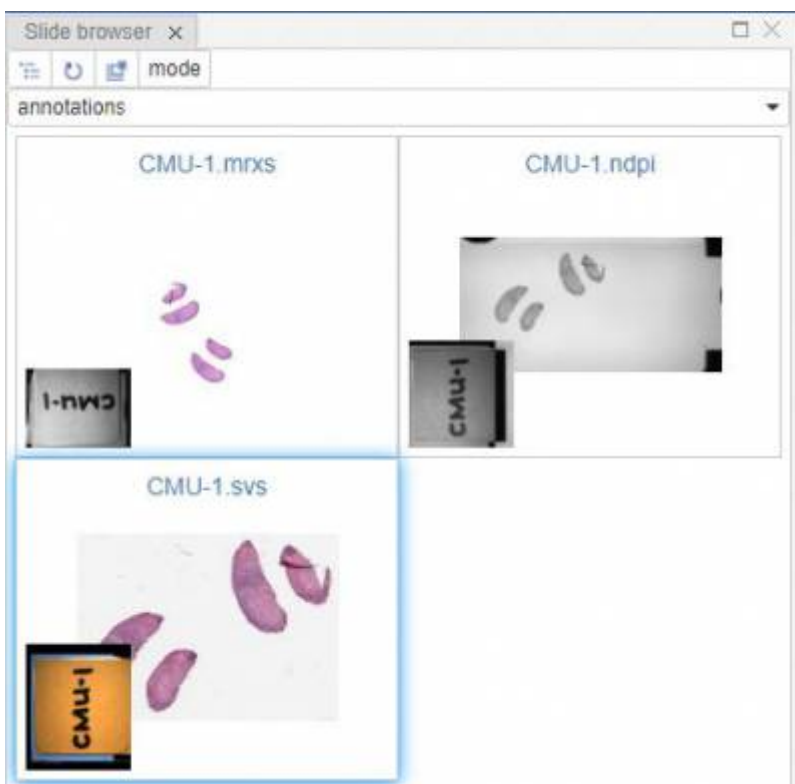 Slide browser
mode
annotations
CMU-1.mrxs
CMU-1.ndpi
CMU-1
CMU-1
CMU-1.svs
CMU-1